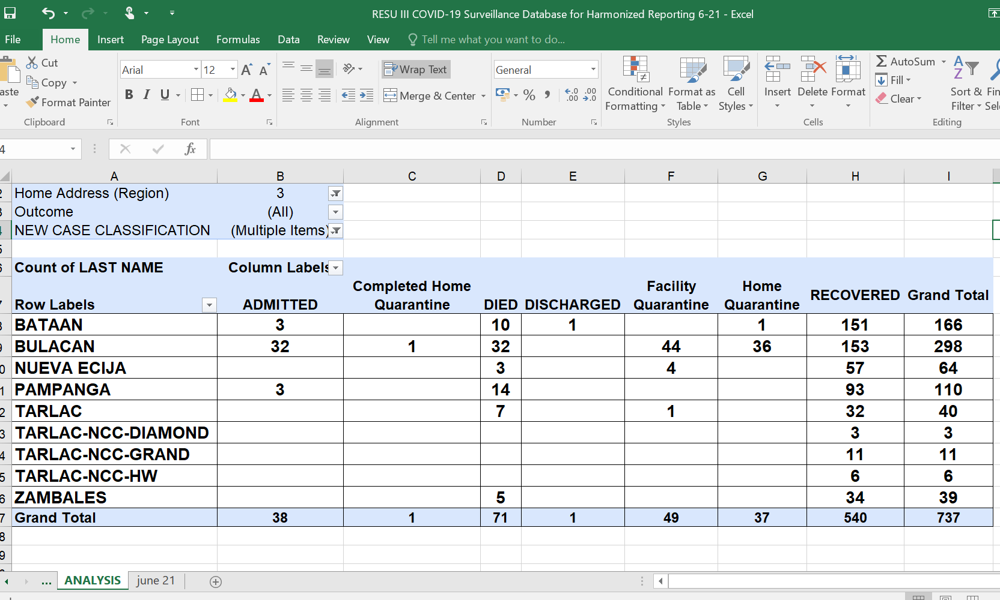 RESU III COVID-19 Surveillance Database for Harmonized Reporting 6-21 - Excel
File Home Insert Page Layout Formulas Data Review View Tell me what you want to do...
Cut
Copy
Format Painter
Clipboard
Arial 12
B I U
Font
Wrap Text
Merge & Center
Alignment
General
% ,
Number
Conditional Formatting
Format as Table
Cell Styles
Styles
Insert Delete Format
Cells
AutoSum
Fill
Clear
Sort & Filter
Editing
4 fx
A B C D E F G H I
Home Address (Region) 3
Outcome (All)
NEW CASE CLASSIFICATION (Multiple Items)
Count of LAST NAME Column Labels
Row Labels ADMITTED Completed Home Quarantine DIED DISCHARGED Facility Quarantine Home Quarantine RECOVERED Grand Total
BATAAN 3 10 1 1 151 166
BULACAN 32 1 32 44 36 153 298
NUEVA ECIJA 3 4 57 64
PAMPANGA 3 14 93 110
TARLAC 7 1 32 40
TARLAC-NCC-DIAMOND 3 3
TARLAC-NCC-GRAND 11 11
TARLAC-NCC-HW 6 6
ZAMBALES 5 34 39
Grand Total 38 1 71 1 49 37 540 737
... ANALYSIS june 21